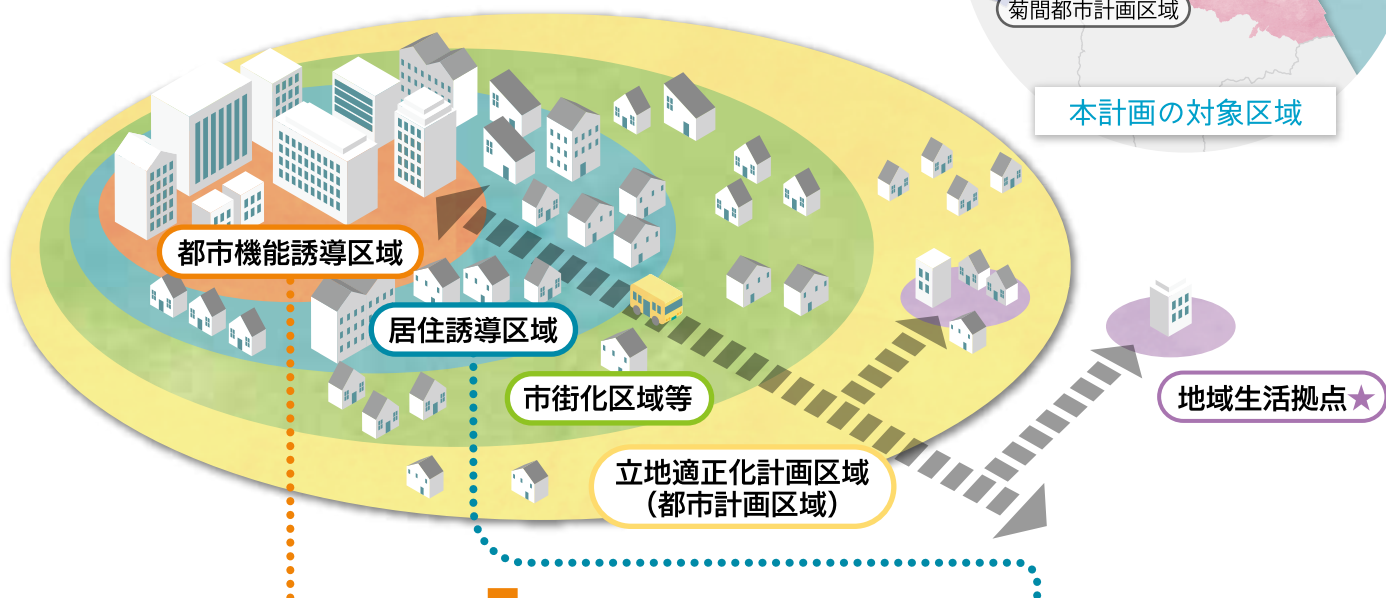 菊間都市計画区域
本計画の対象区域
都市機能誘導区域
居住誘導区域
市街化区域等
地域生活拠点★
立地適正化計画区域
（都市計画区域）